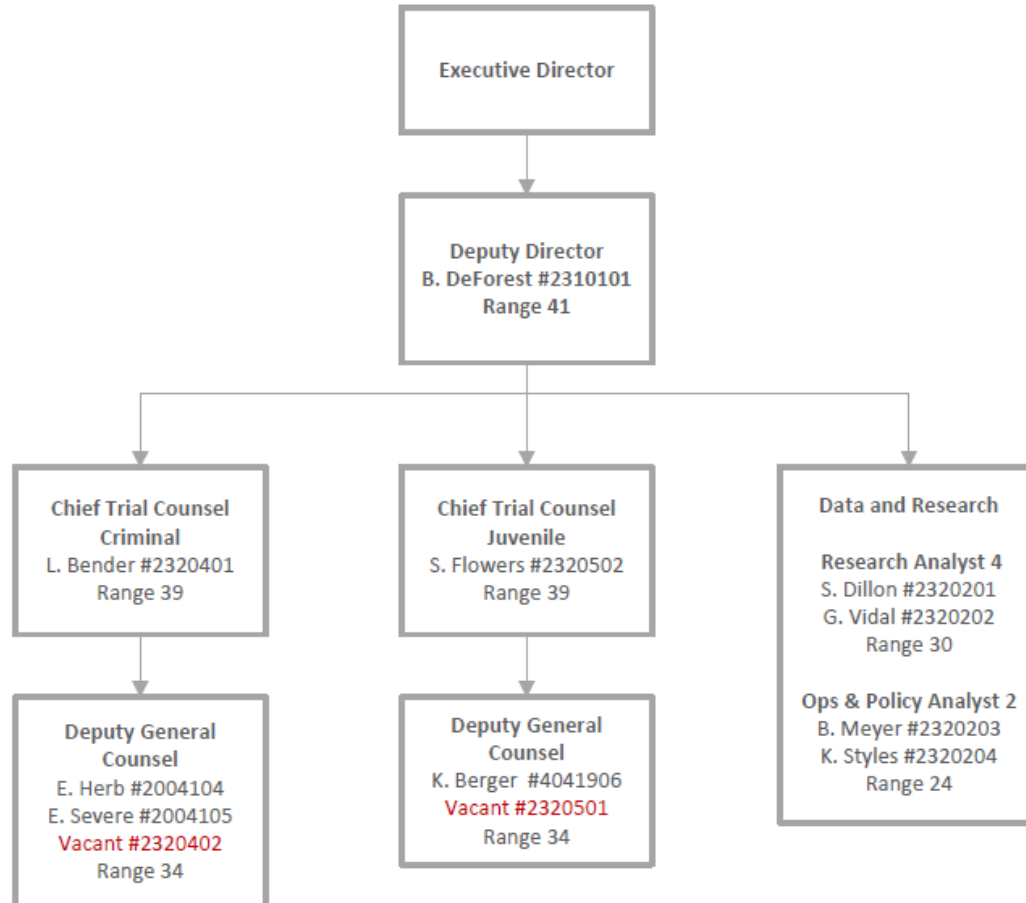 Executive Director
Deputy Director
B. DeForest #2310101
Range 41
Chief Trial Counsel
Criminal
L. Bender #2320401
Range 39
Chief Trial Counsel
Juvenile
S. Flowers #2320502
Range 39
Data and Research
Research Analyst 4
S. Dillon #2320201
G. Vidal #2320202
Range 30
Ops & Policy Analyst 2
B. Meyer #2320203
K. Styles #2320204
Range 24
Deputy General
Counsel
E. Herb #2004104
E. Severe #2004105
Vacant #2320402
Range 34
Deputy General
Counsel
K. Berger #4041906
Vacant #2320501
Range 34